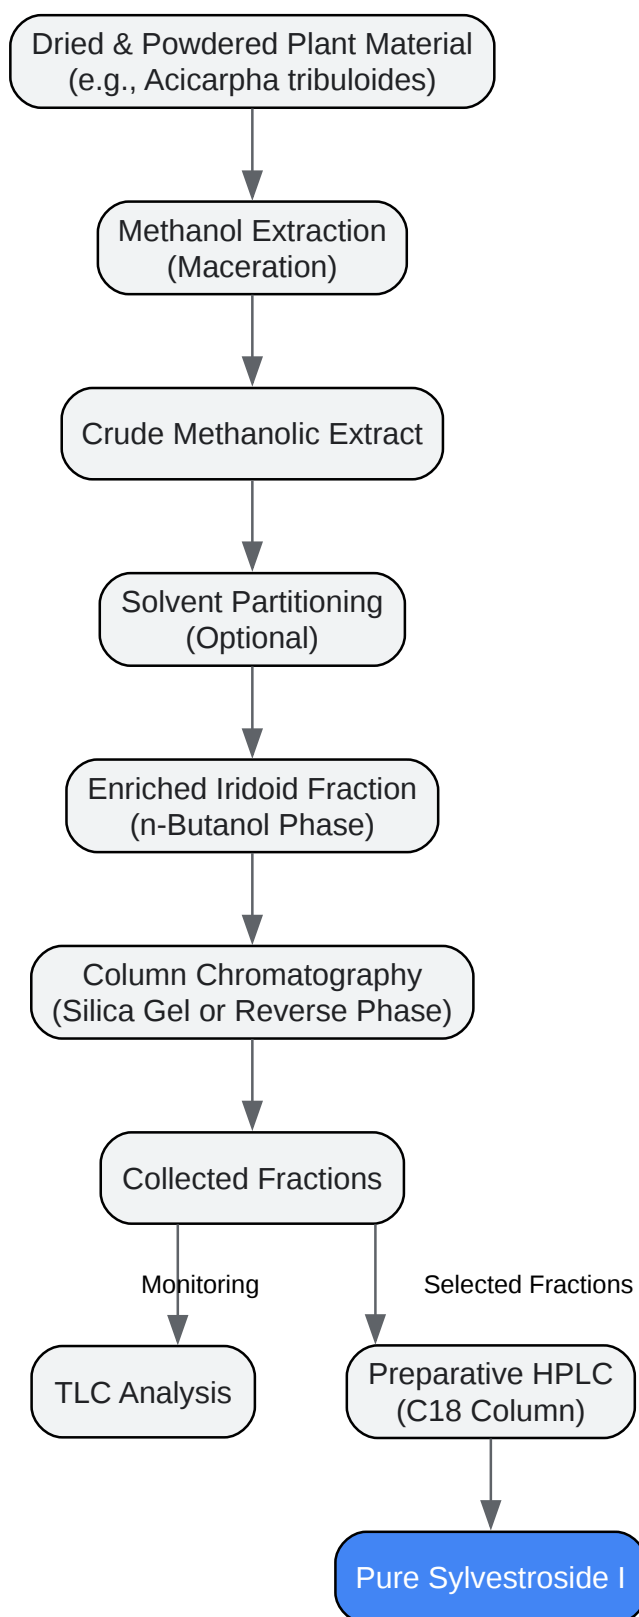 Dried & Powdered Plant Material
(e.g., Acicarpha tribuloides)
Methanol Extraction
(Maceration)
Crude Methanolic Extract
Solvent Partitioning
(Optional)
Enriched Iridoid Fraction
(n-Butanol Phase)
Column Chromatography
(Silica Gel or Reverse Phase)
Collected Fractions
Monitoring
Selected Fractions
TLC Analysis
Preparative HPLC
(C18 Column)
Pure Sylvestroside I